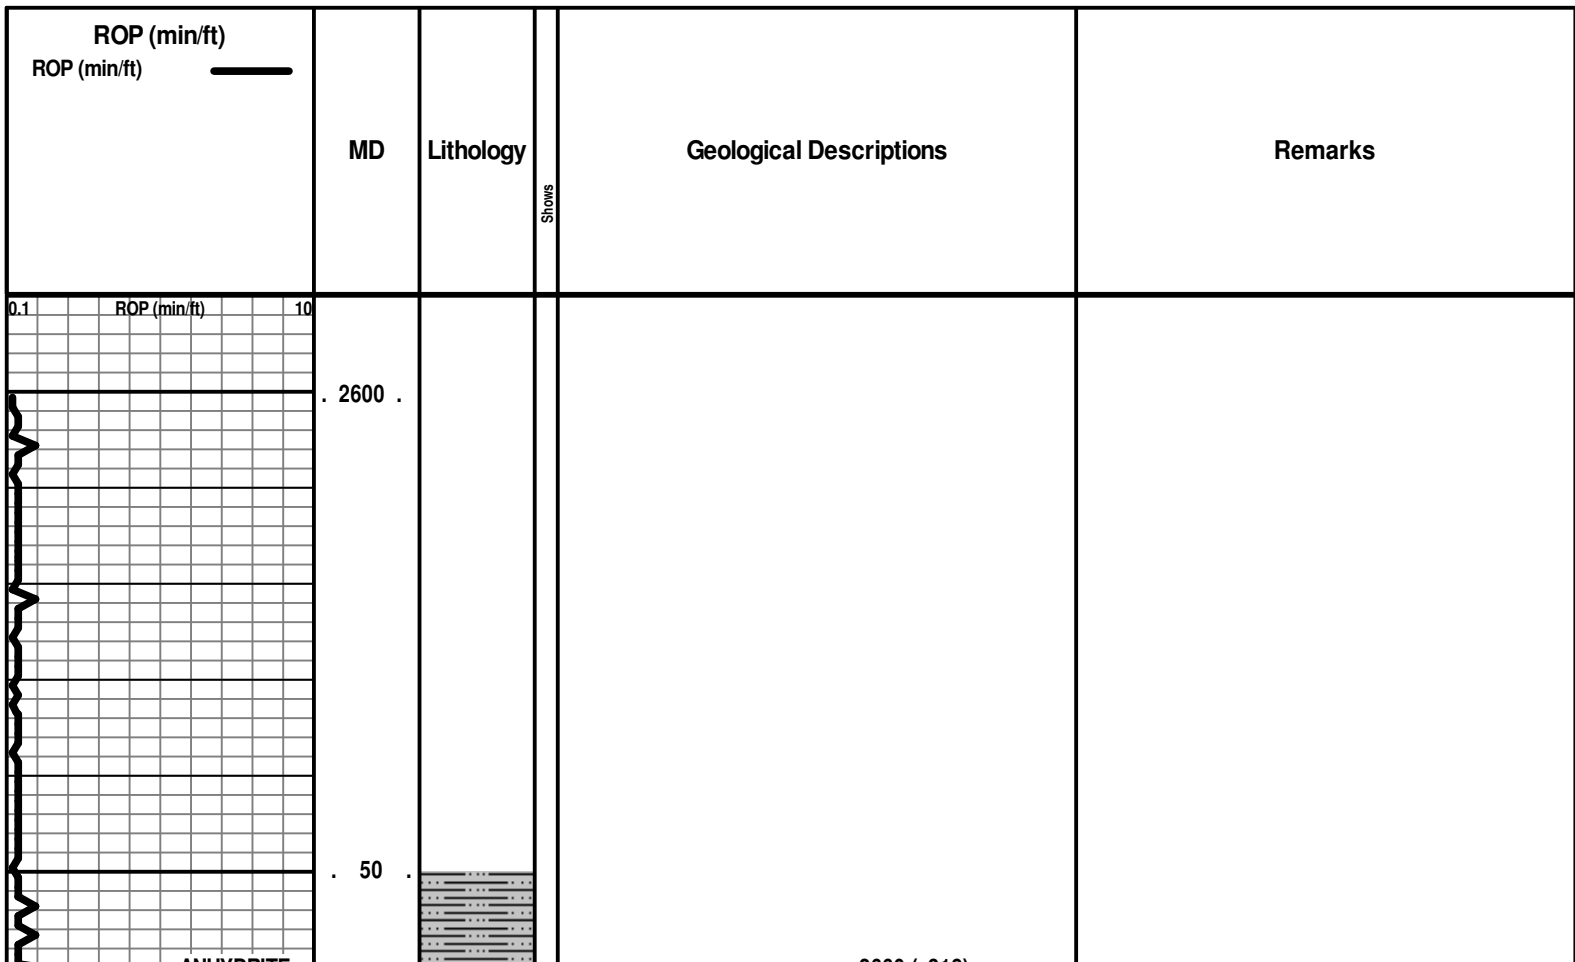 ROP (min/ft)
ROP (min/ft)
MD
Lithology
Shows
Geological Descriptions
Remarks
0.1 ROP (min/ft) 10
. 2600 .
. 50 .
ANHYDRITE